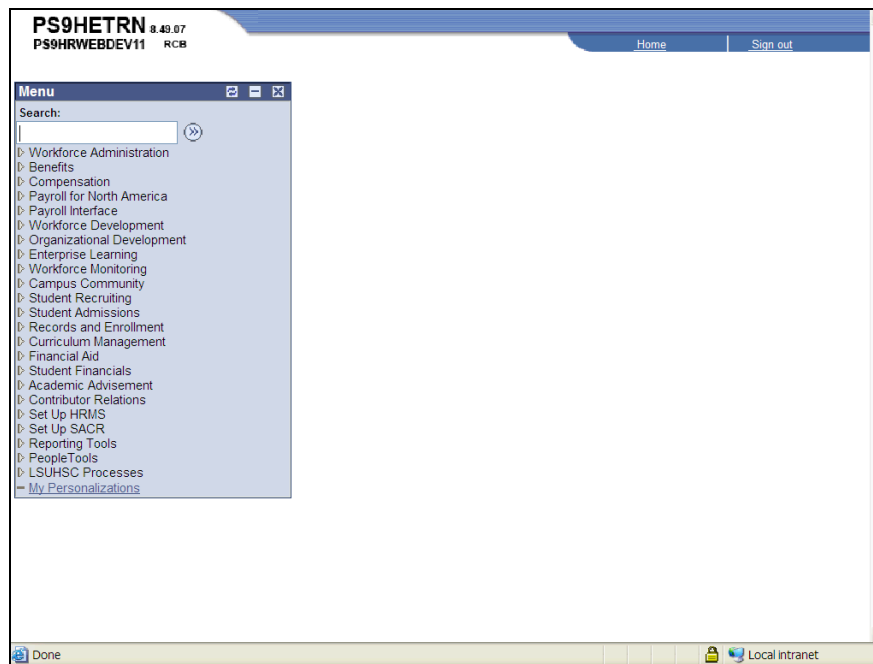 PS9HETRN 8.49.07
PS9HRWEBDEV11 RCB
Home Sign out
Menu
Search:
Workforce Administration
Benefits
Compensation
Payroll for North America
Payroll Interface
Workforce Development
Organizational Development
Enterprise Learning
Workforce Monitoring
Campus Community
Student Recruiting
Student Admissions
Records and Enrollment
Curriculum Management
Financial Aid
Student Financials
Academic Advisement
Contributor Relations
Set Up HRMS
Set Up SACR
Reporting Tools
PeopleTools
LSUHSC Processes
My Personalizations
Done Local intranet